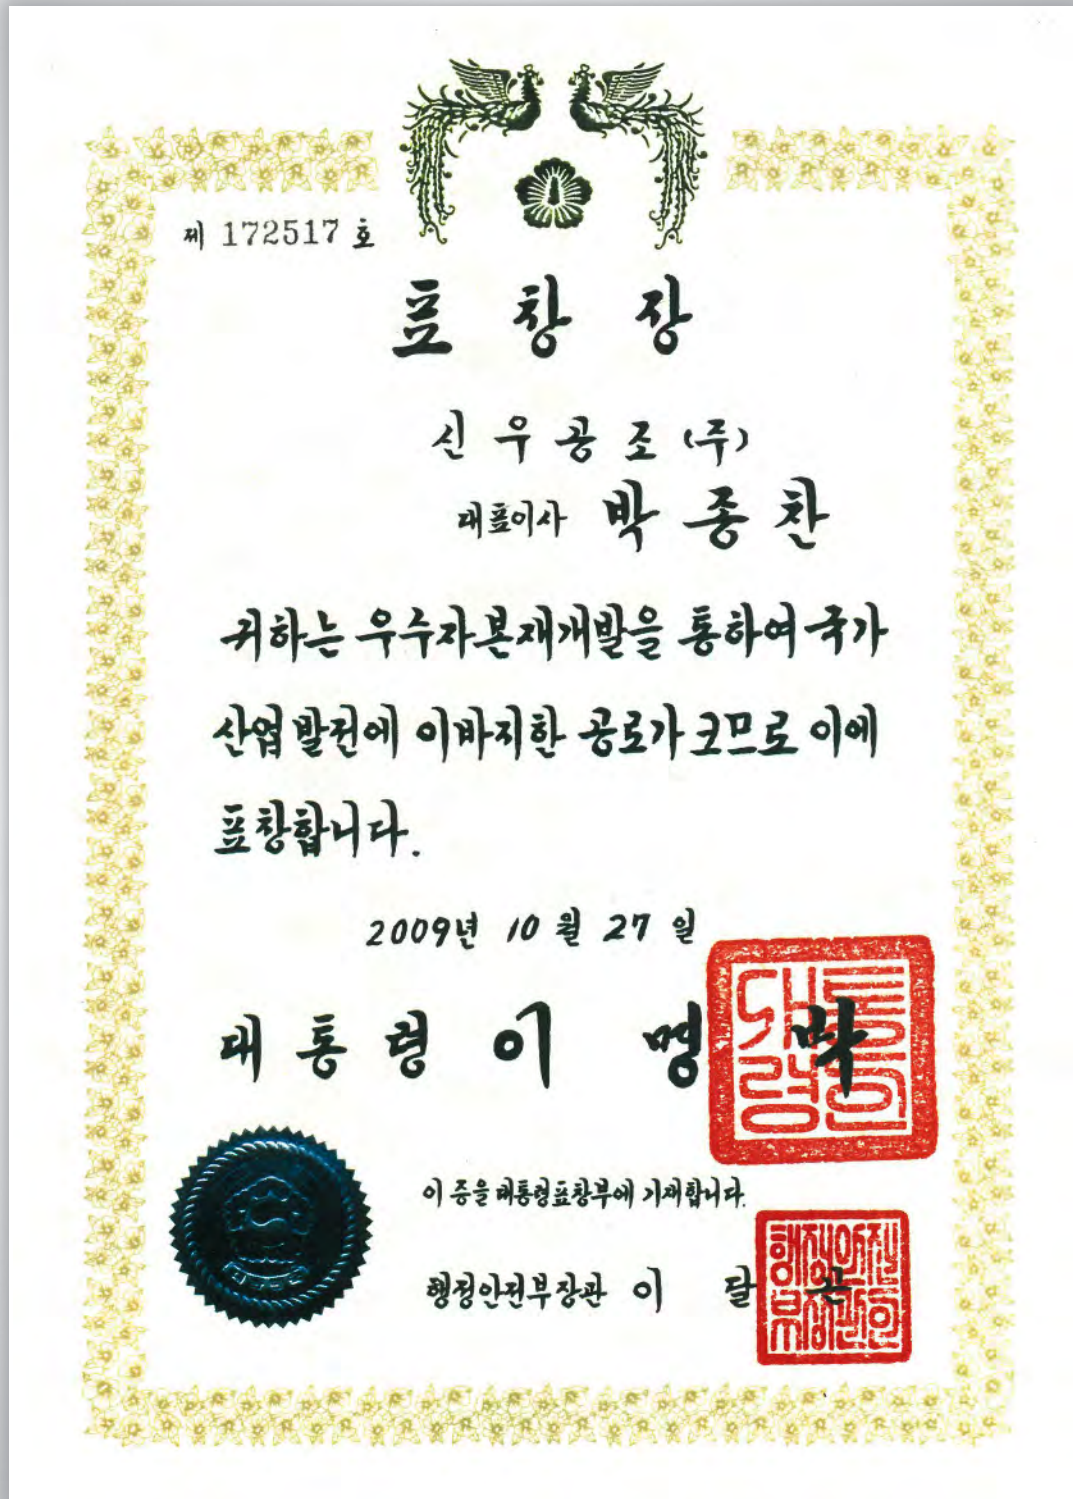 제 172517 호
표 창 장
신 우 공 조 (주)
대표이사 박 종 찬
귀하는 우수자본재개발을 통하여 국가
산업발전에 이바지한 공로가 크므로 이에
표창합니다.
2009년 10월 27일
대 통 령 이 명 박
대통령인
이 증을 대통령표창부에 기재합니다.
행정안전부장관 이 달 곤